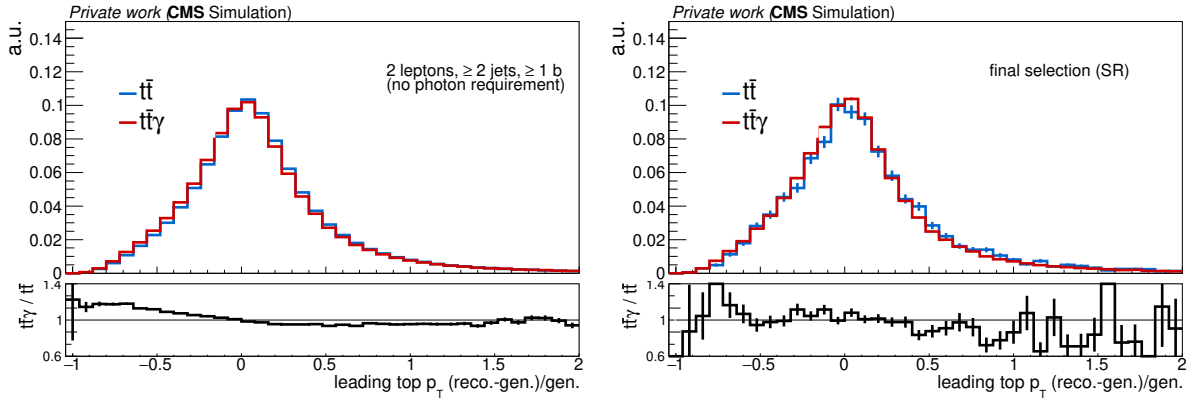 Private work (CMS Simulation)
a.u.
0.14
0.12
0.1
0.08
0.06
0.04
0.02
0
2 leptons, ≥ 2 jets, ≥ 1 b
(no photon requirement)
tt̄
tt̄γ
tt̄γ / tt̄
1.4
1
0.6
−1 −0.5 0 0.5 1 1.5 2
leading top p_T (reco.-gen.)/gen.
Private work (CMS Simulation)
a.u.
0.14
0.12
0.1
0.08
0.06
0.04
0.02
0
final selection (SR)
tt̄
tt̄γ
tt̄γ / tt̄
1.4
1
0.6
−1 −0.5 0 0.5 1 1.5 2
leading top p_T (reco.-gen.)/gen.